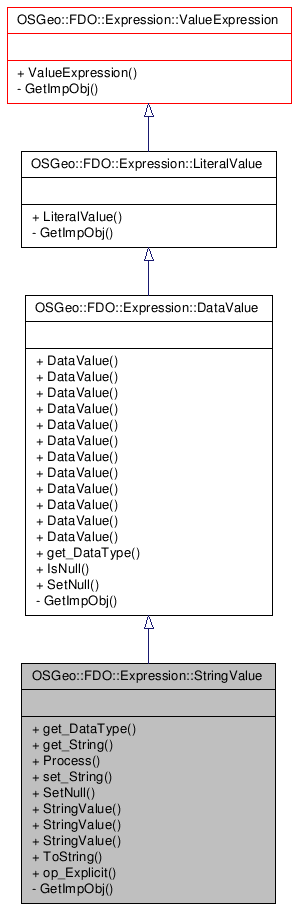 OSGeo::FDO::Expression::ValueExpression
+ ValueExpression()
- GetImpObj()
OSGeo::FDO::Expression::LiteralValue
+ LiteralValue()
- GetImpObj()
OSGeo::FDO::Expression::DataValue
+ DataValue()
+ DataValue()
+ DataValue()
+ DataValue()
+ DataValue()
+ DataValue()
+ DataValue()
+ DataValue()
+ DataValue()
+ DataValue()
+ DataValue()
+ DataValue()
+ get_DataType()
+ IsNull()
+ SetNull()
- GetImpObj()
OSGeo::FDO::Expression::StringValue
+ get_DataType()
+ get_String()
+ Process()
+ set_String()
+ SetNull()
+ StringValue()
+ StringValue()
+ StringValue()
+ ToString()
+ op_Explicit()
- GetImpObj()